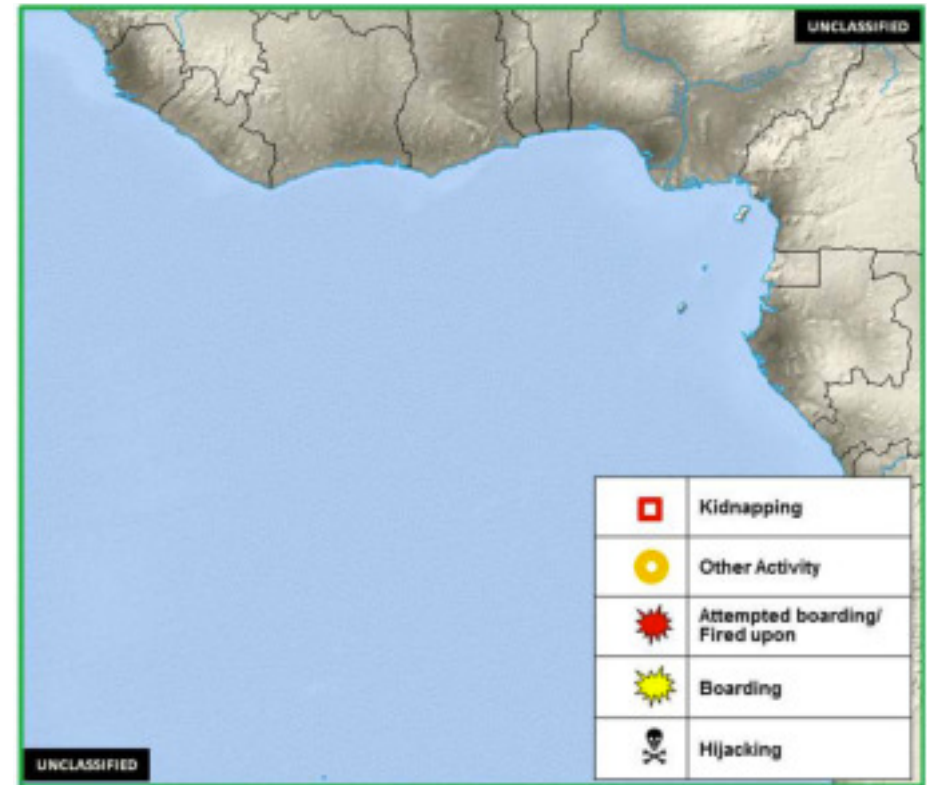 UNCLASSIFIED
Kidnapping
Other Activity
Attempted boarding/
Fired upon
Boarding
Hijacking
UNCLASSIFIED